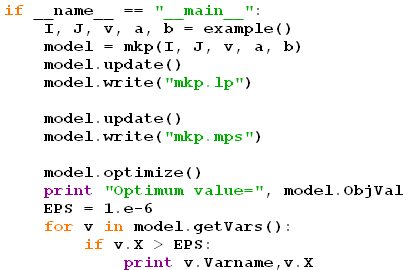 if __name__ == "__main__":
    I, J, v, a, b = example()
    model = mkp(I, J, v, a, b)
    model.update()
    model.write("mkp.lp")

    model.update()
    model.write("mkp.mps")

    model.optimize()
    print "Optimum value=", model.ObjVal
    EPS = 1.e-6
    for v in model.getVars():
        if v.X > EPS:
            print v.Varname,v.X